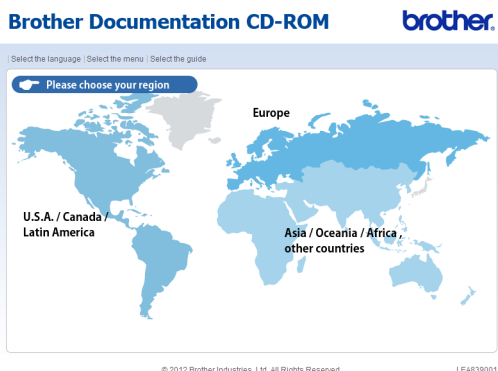 Brother Documentation CD-ROM
brother
| Select the language | Select the menu | Select the guide
Please choose your region
Europe
U.S.A. / Canada /
Latin America
Asia / Oceania / Africa ,
other countries
© 2012 Brother Industries, Ltd. All Rights Reserved.
LEA839001